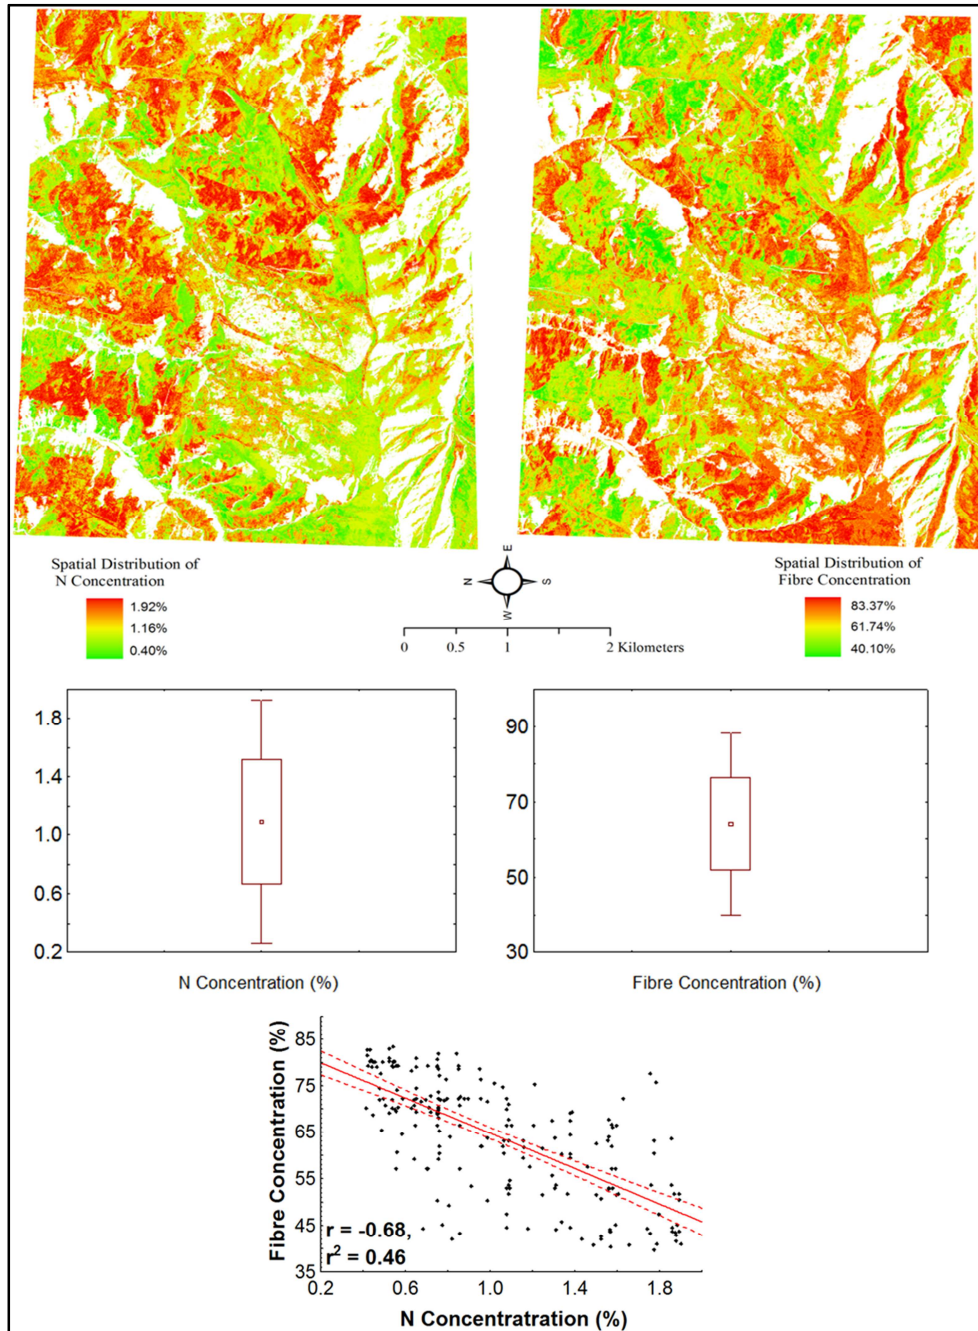 Spatial Distribution of
N Concentration
1.92%
1.16%
0.40%
E
N
S
W
0 0.5 1 2 Kilometers
Spatial Distribution of
Fibre Concentration
83.37%
61.74%
40.10%
1.8
1.4
1.0
0.6
0.2
N Concentration (%)
90
70
50
30
Fibre Concentration (%)
Fibre Concentration (%)
85
75
65
55
45
35
r = -0.68,
r² = 0.46
0.2 0.6 1.0 1.4 1.8
N Concentratration (%)